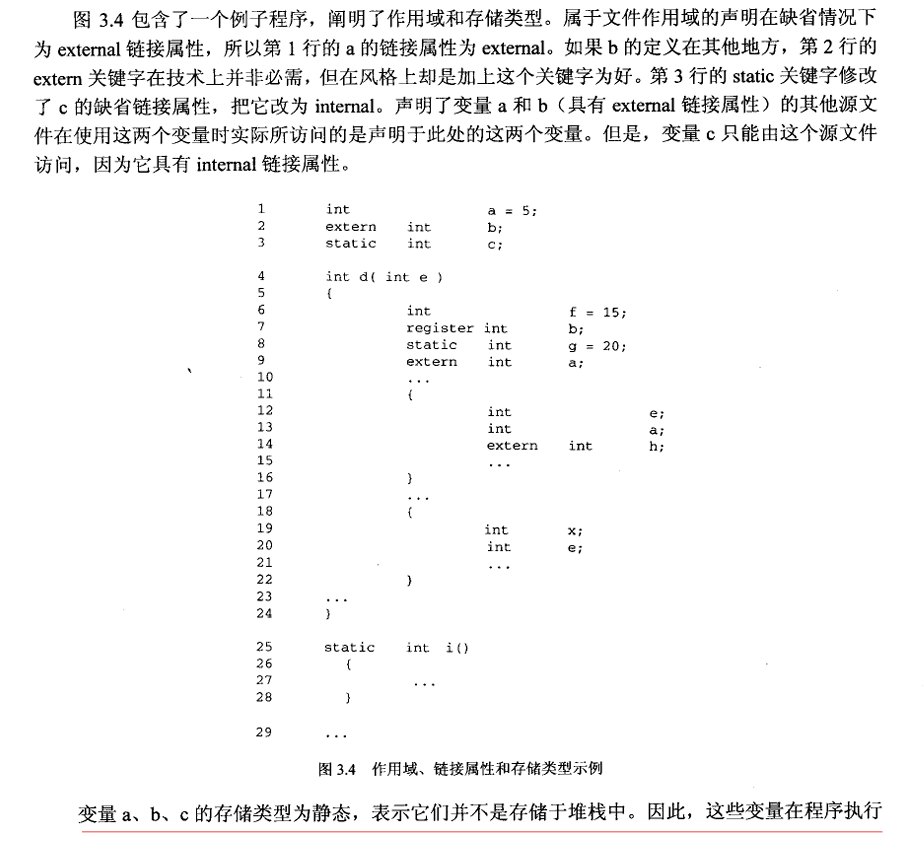 图 3.4 包含了一个例子程序，阐明了作用域和存储类型。属于文件作用域的声明在缺省情况下
为 external 链接属性，所以第 1 行的 a 的链接属性为 external。如果 b 的定义在其他地方，第 2 行的
extern 关键字在技术上并非必需，但在风格上却是加上这个关键字为好。第 3 行的 static 关键字修改
了 c 的缺省链接属性，把它改为 internal。声明了变量 a 和 b（具有 external 链接属性）的其他源文
件在使用这两个变量时实际所访问的是声明于此处的这两个变量。但是，变量 c 只能由这个源文件
访问，因为它具有 internal 链接属性。
1 int a = 5;
2 extern int b;
3 static int c;
4 int d( int e )
5 {
6 int f = 15;
7 register int b;
8 static int g = 20;
9 extern int a;
10 ...
11 {
12 int e;
13 int a;
14 extern int h;
15 ...
16 }
17 ...
18 {
19 int x;
20 int e;
21 ...
22 }
23 ...
24 }
25 static int i()
26 {
27 ...
28 }
29 ...
图 3.4 作用域、链接属性和存储类型示例
变量 a、b、c 的存储类型为静态，表示它们并不是存储于堆栈中。因此，这些变量在程序执行